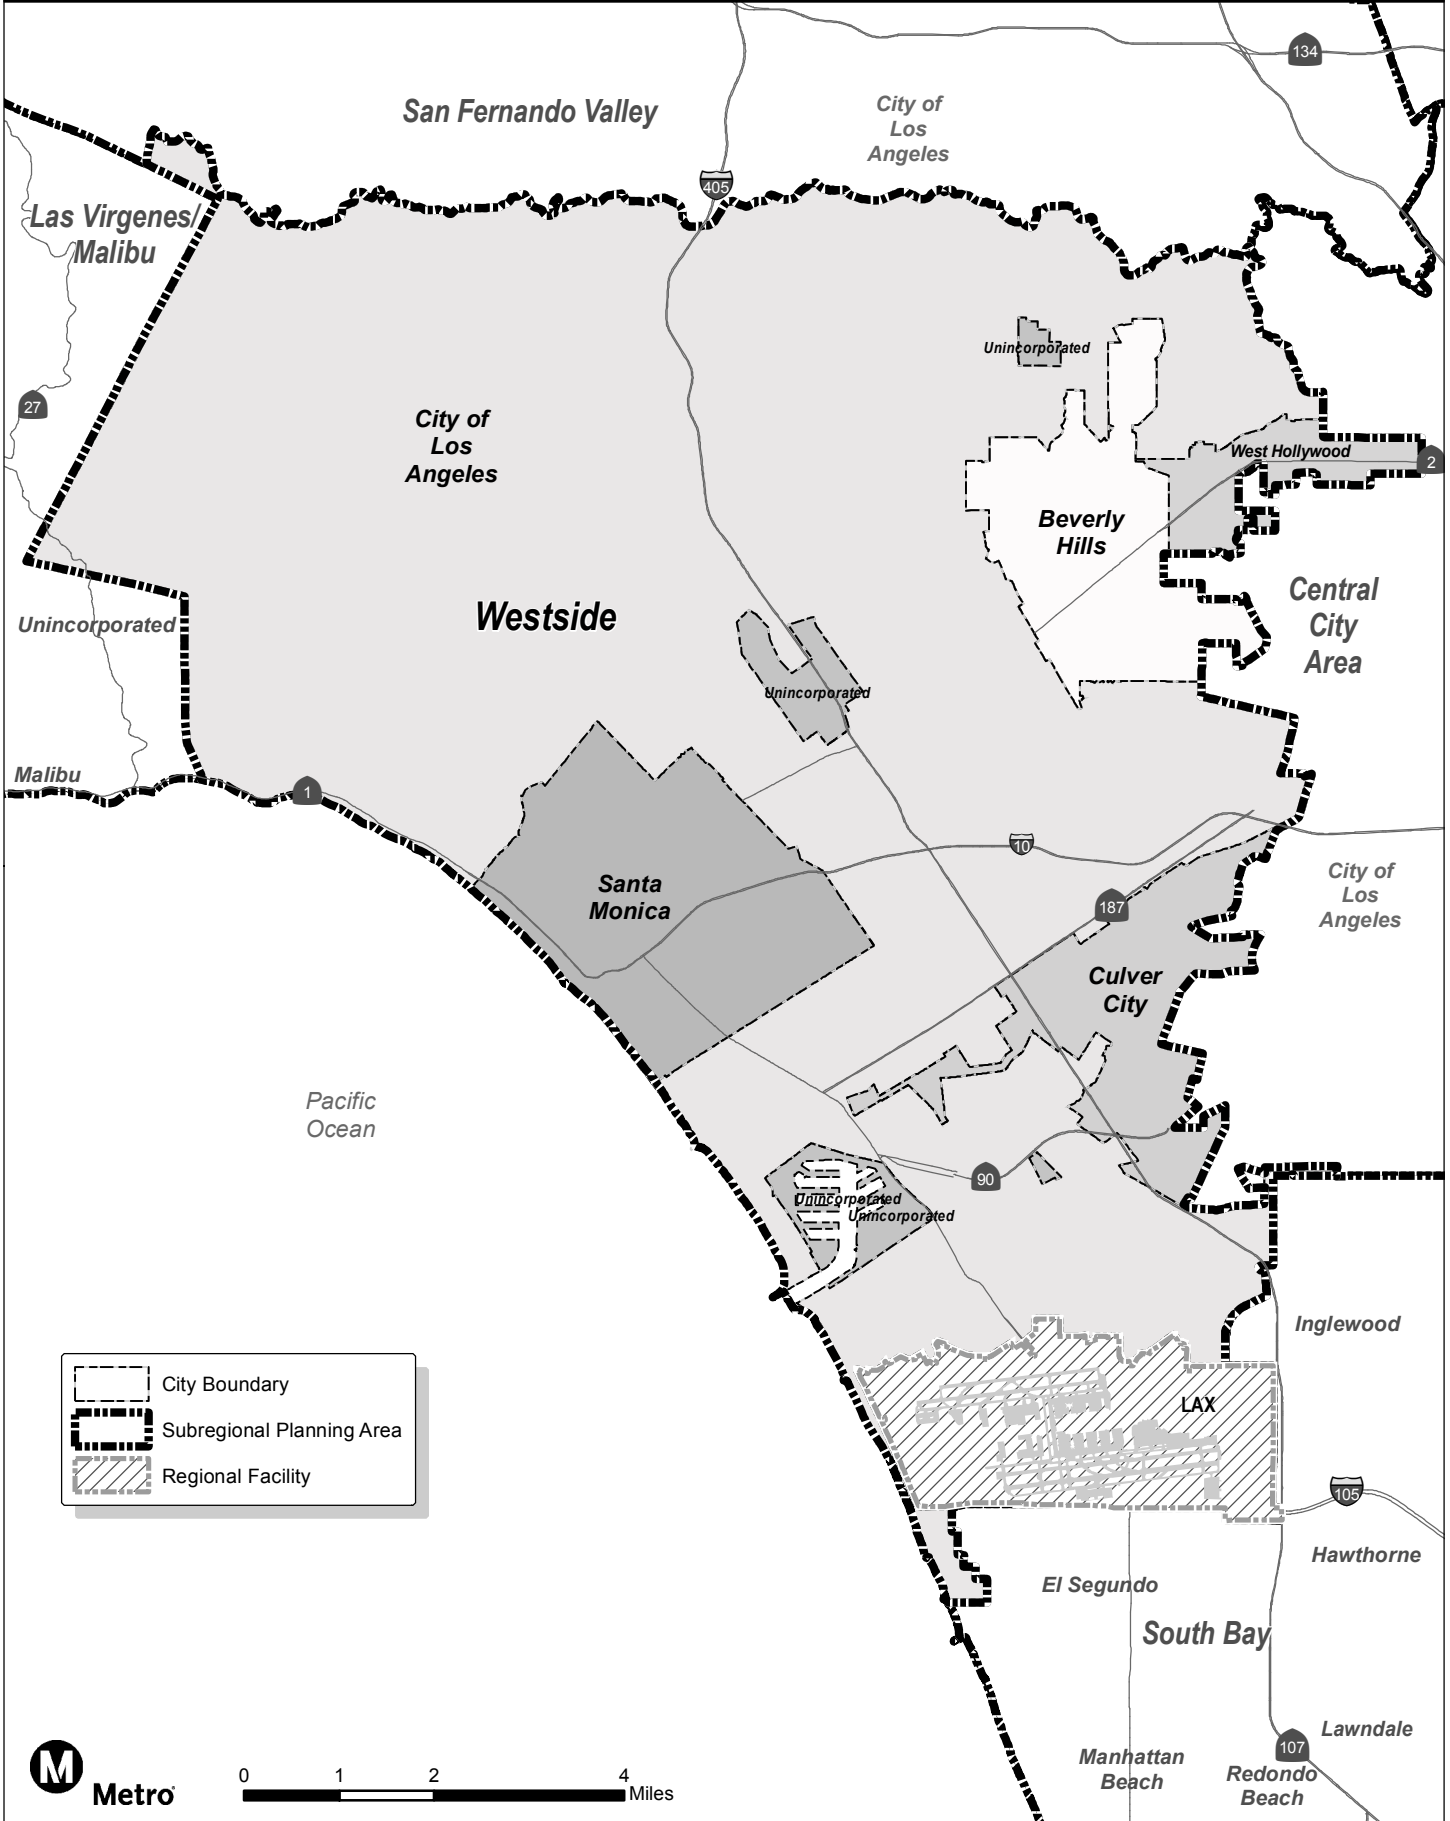 134
San Fernando Valley
City of
Los
Angeles
405
Las Virgenes/
Malibu
Unincorporated
27
City of
Los
Angeles
West Hollywood
2
Beverly
Hills
Central
City
Area
Westside
Unincorporated
Unincorporated
Malibu
1
10
Santa
Monica
City of
Los
Angeles
187
Culver
City
Pacific
Ocean
90
Unincorporated
Unincorporated
Inglewood
City Boundary
Subregional Planning Area
Regional Facility
LAX
105
Hawthorne
El Segundo
South Bay
Lawndale
107
Manhattan
Beach
Redondo
Beach
M
Metro
0 1 2 4
Miles